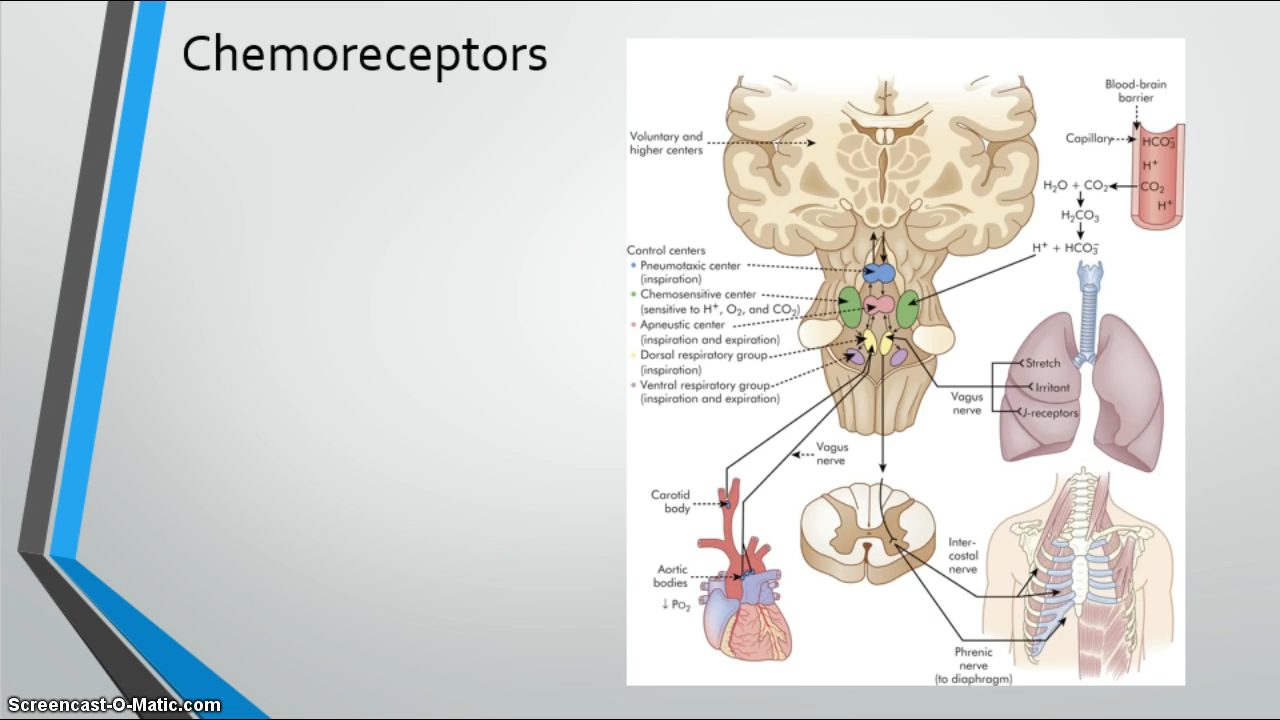 Chemoreceptors
Blood-brain
barrier
Voluntary and
higher centers
Capillary
HCO₃⁻
H⁺
H₂O + CO₂
CO₂
H⁺
H₂CO₃
H⁺ + HCO₃⁻
Control centers
• Pneumotaxic center
(inspiration)
• Chemosensitive center
(sensitive to H⁺, O₂, and CO₂)
• Apneustic center
(inspiration and expiration)
• Dorsal respiratory group
(inspiration)
• Ventral respiratory group
(inspiration and expiration)
Stretch
Irritant
J-receptors
Vagus
nerve
Vagus
nerve
Carotid
body
Aortic
bodies
↓ PO₂
Inter-
costal
nerve
Phrenic
nerve
(to diaphragm)
Screencast-O-Matic.com